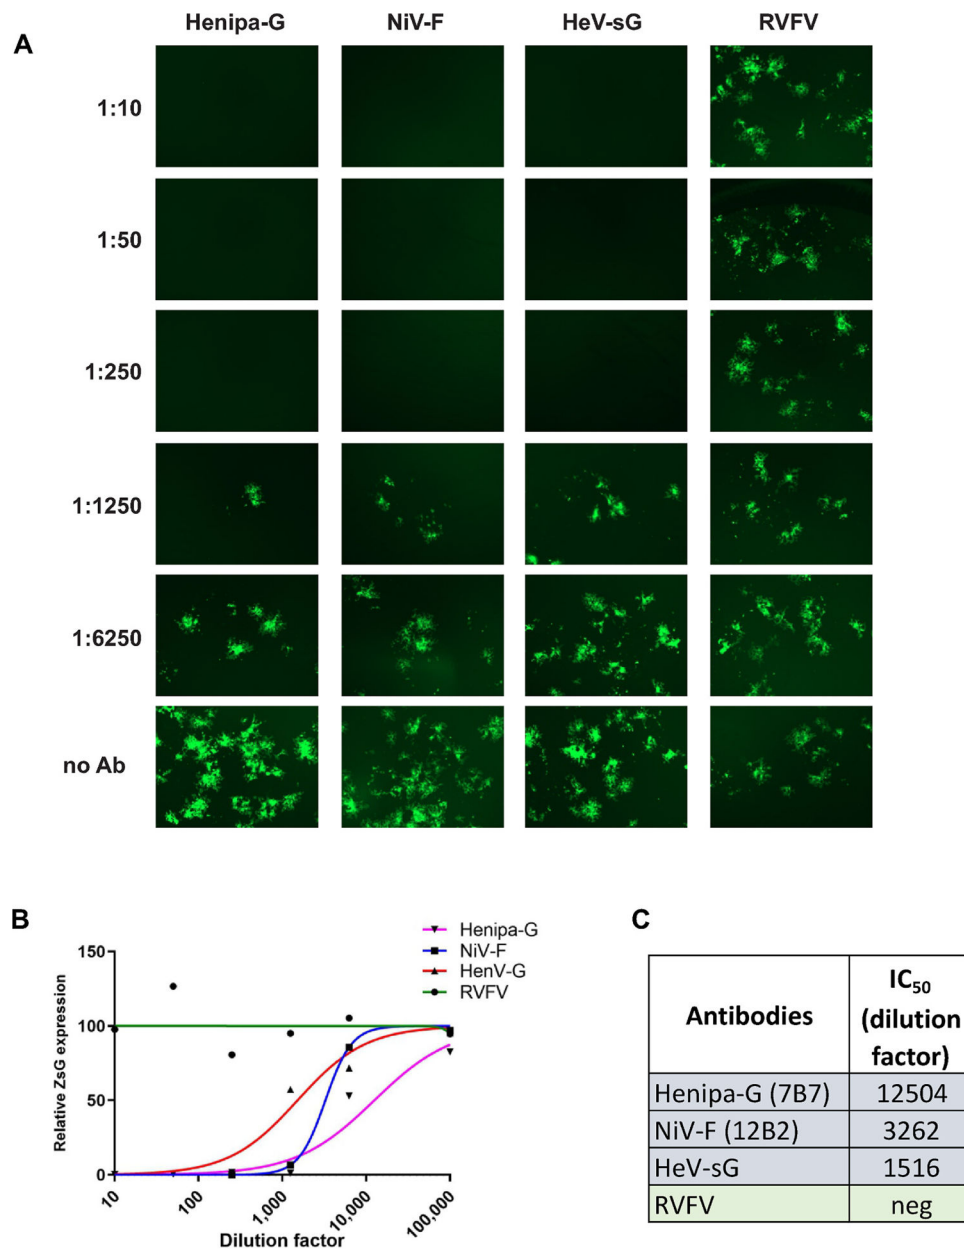 A
Henipa-G NiV-F HeV-sG RVFV
1:10
1:50
1:250
1:1250
1:6250
no Ab
B
Henipa-G
NiV-F
HenV-G
RVFV
Relative ZsG expression
150
100
50
0
10 100 1,000 10,000 100,000
Dilution factor
C
Antibodies IC₅₀ (dilution factor)
Henipa-G (7B7) 12504
NiV-F (12B2) 3262
HeV-sG 1516
RVFV neg